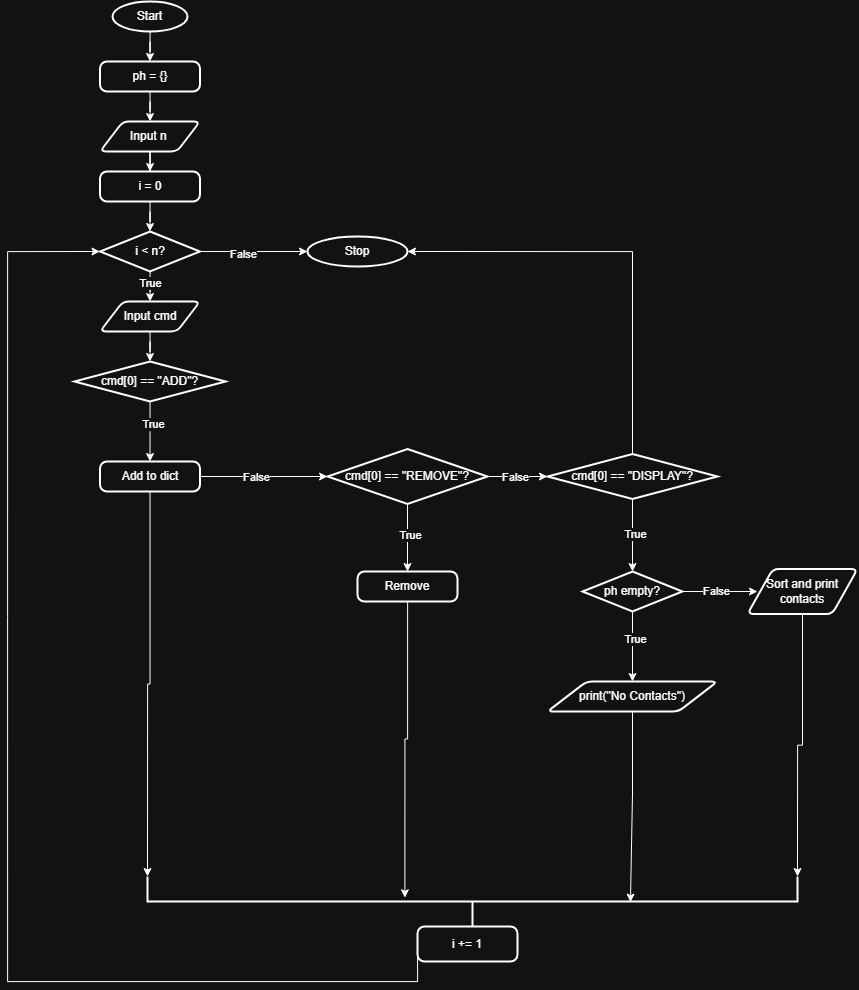 Start
ph = {}
Input n
i = 0
i < n?
False
Stop
True
Input cmd
cmd[0] == "ADD"?
True
Add to dict
False
cmd[0] == "REMOVE"?
False
cmd[0] == "DISPLAY"?
True
True
Remove
ph empty?
False
Sort and print
contacts
True
print("No Contacts")
i += 1